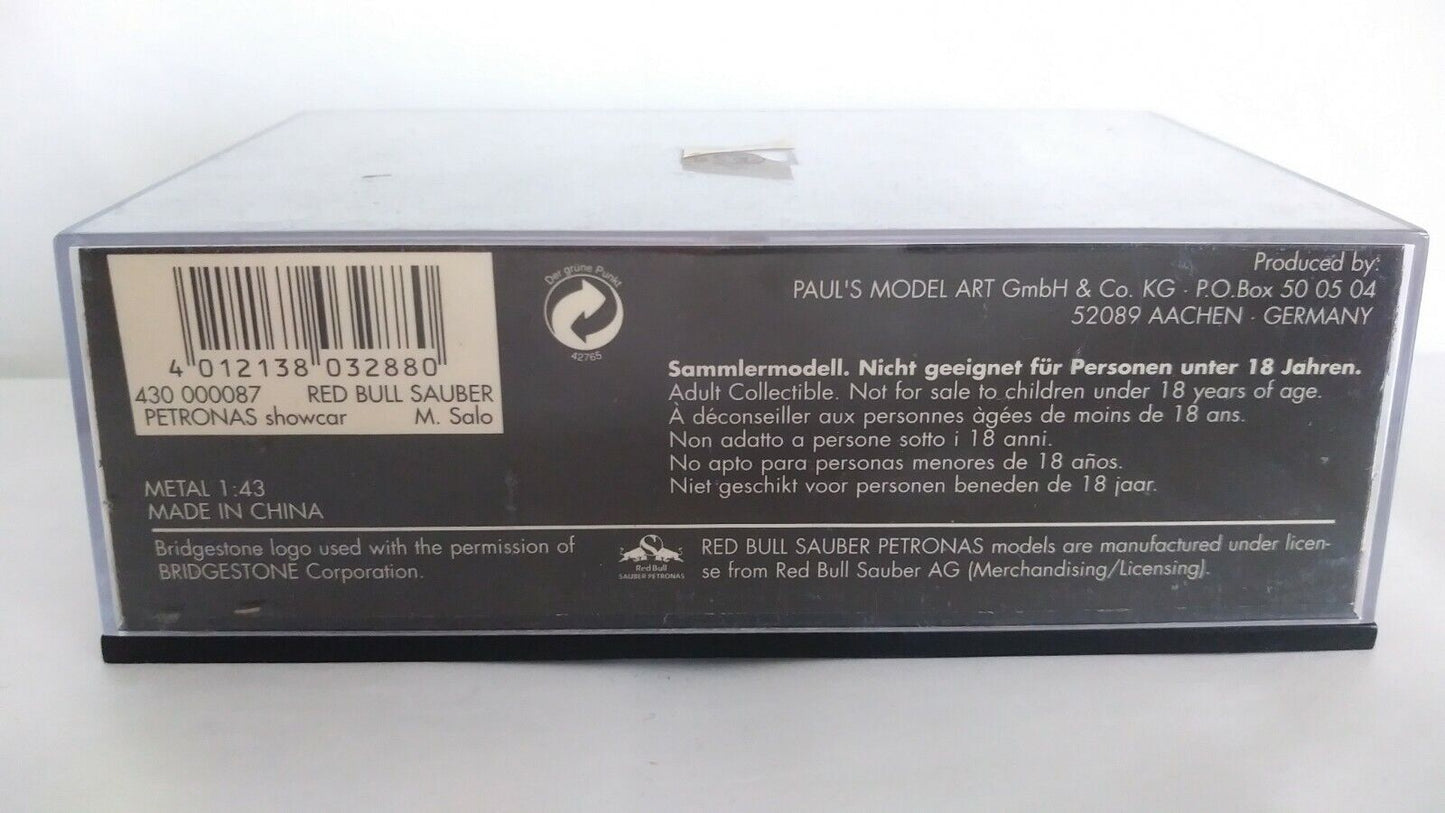 4 012138 032880
430 000087 RED BULL SAUBER
PETRONAS showcar M. Salo
METAL 1:43
MADE IN CHINA
Der grüne Punkt
42765
Produced by:
PAUL'S MODEL ART GmbH & Co. KG · P.O.Box 50 05 04
52089 AACHEN · GERMANY
Sammlermodell. Nicht geeignet für Personen unter 18 Jahren.
Adult Collectible. Not for sale to children under 18 years of age.
À déconseiller aux personnes àgées de moins de 18 ans.
Non adatto a persone sotto i 18 anni.
No apto para personas menores de 18 años.
Niet geschikt voor personen beneden de 18 jaar.
Bridgestone logo used with the permission of
BRIDGESTONE Corporation.
Red Bull
SAUBER PETRONAS
RED BULL SAUBER PETRONAS models are manufactured under licen-
se from Red Bull Sauber AG (Merchandising/Licensing).